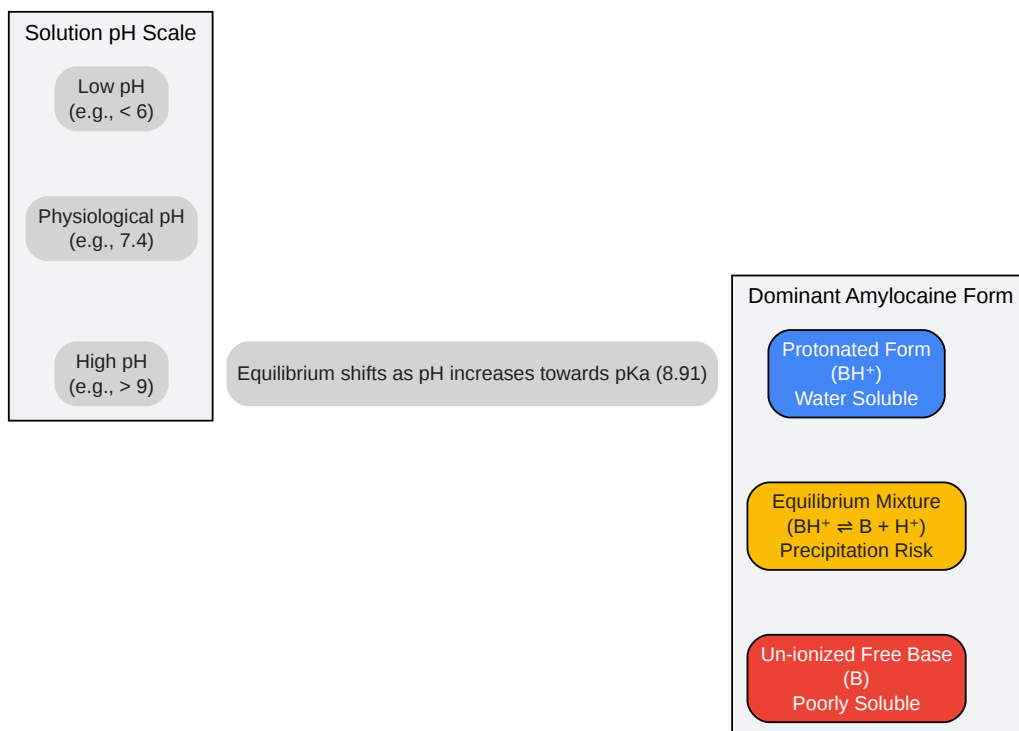 Solution pH Scale
Low pH
(e.g., < 6)
Physiological pH
(e.g., 7.4)
High pH
(e.g., > 9)
Equilibrium shifts as pH increases towards pKa (8.91)
Dominant Amylocaine Form
Protonated Form
(BH⁺)
Water Soluble
Equilibrium Mixture
(BH⁺ ⇌ B + H⁺)
Precipitation Risk
Un-ionized Free Base
(B)
Poorly Soluble